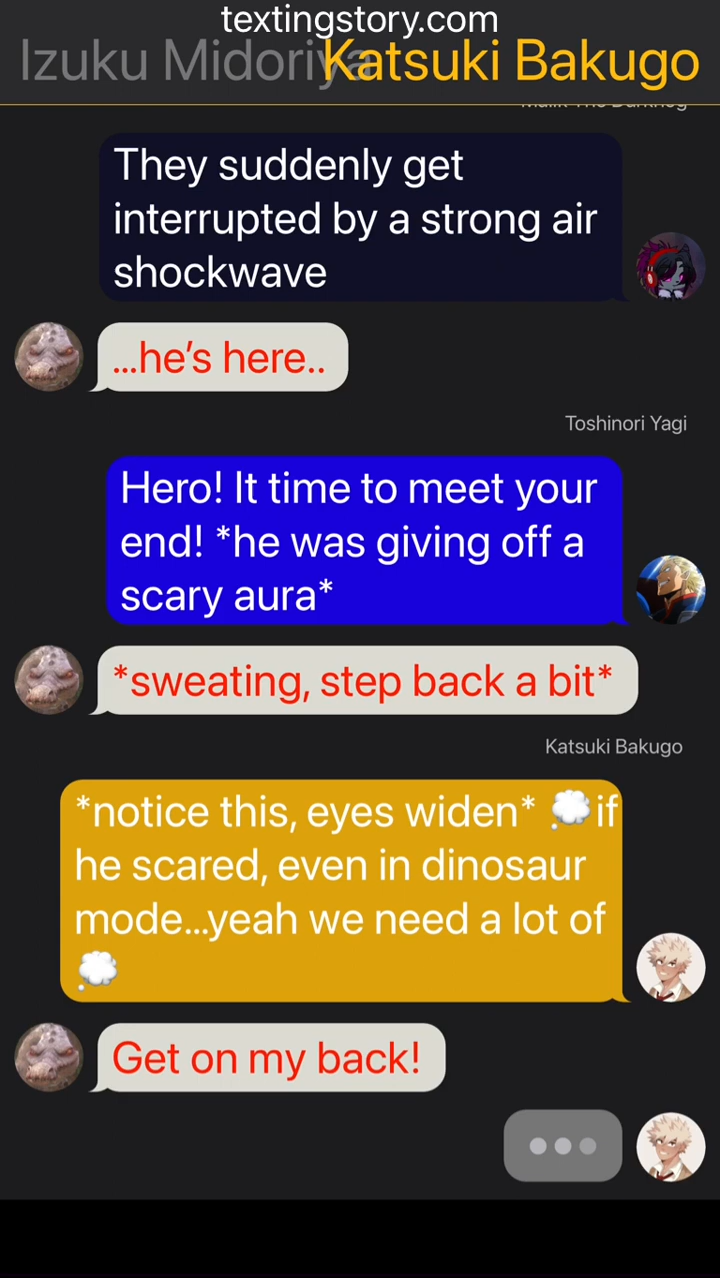 textingstory.com
Izuku Midoriya Katsuki Bakugo
They suddenly get
interrupted by a strong air
shockwave
...he's here..
Toshinori Yagi
Hero! It time to meet your
end! *he was giving off a
scary aura*
*sweating, step back a bit*
Katsuki Bakugo
*notice this, eyes widen* 💭if
he scared, even in dinosaur
mode...yeah we need a lot of
💭
Get on my back!